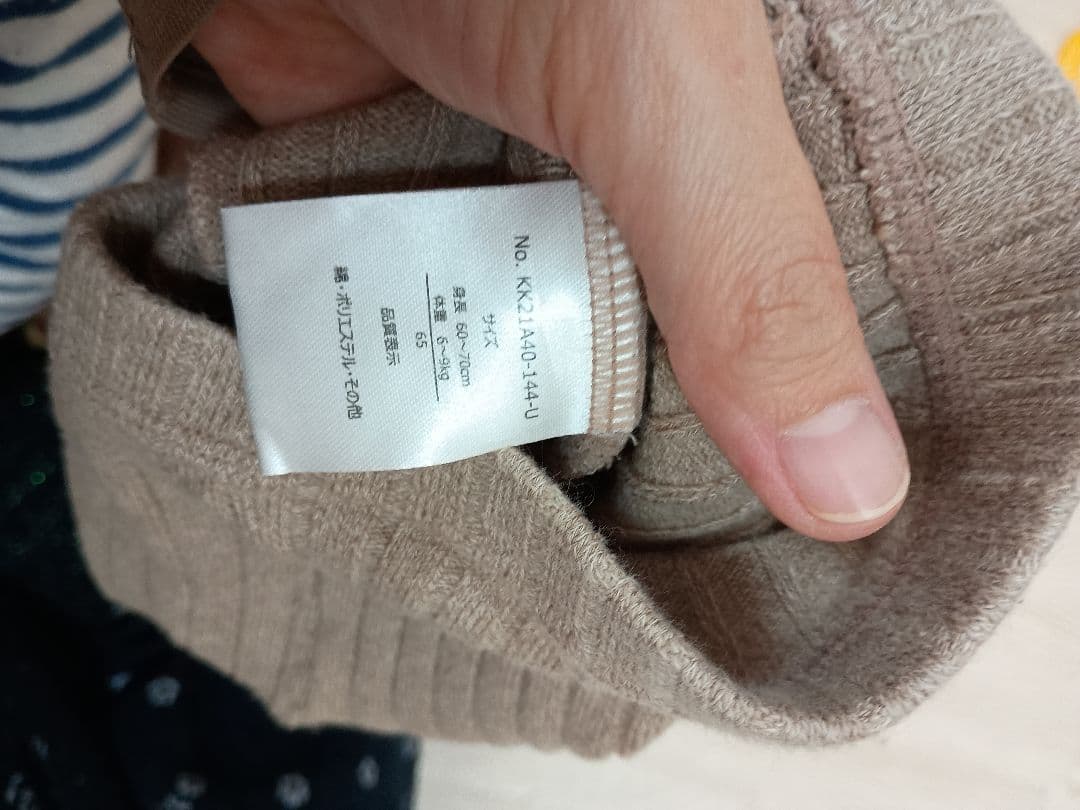 No. KK21A40-144-U
サイズ
身長 60～70cm
体重 6～9kg
65
品質表示
綿・ポリエステル・その他